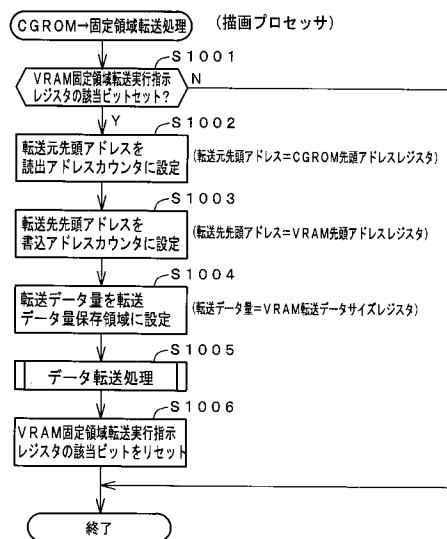 CGROM→固定領域転送処理
(描画プロセッサ)
S1001
VRAM固定領域転送実行指示
レジスタの該当ビットセット?
N
Y
S1002
転送元先頭アドレスを
読出アドレスカウンタに設定
(転送元先頭アドレス=CGROM先頭アドレスレジスタ)
S1003
転送先先頭アドレスを
書込アドレスカウンタに設定
(転送先先頭アドレス=VRAM先頭アドレスレジスタ)
S1004
転送データ量を転送
データ量保存領域に設定
(転送データ量=VRAM転送データサイズレジスタ)
S1005
データ転送処理
S1006
VRAM固定領域転送実行指示
レジスタの該当ビットをリセット
終了